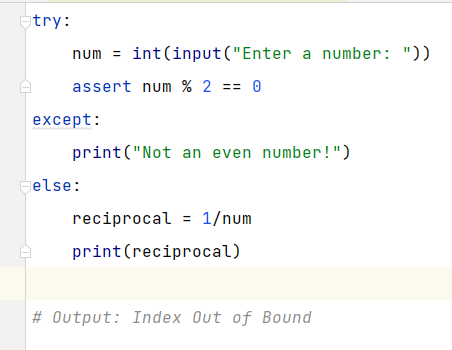 try:
    num = int(input("Enter a number: "))
    assert num % 2 == 0
except:
    print("Not an even number!")
else:
    reciprocal = 1/num
    print(reciprocal)

# Output: Index Out of Bound